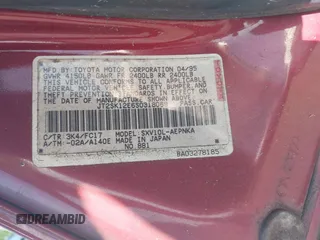 MFD BY: TOYOTA MOTOR CORPORATION 04/95
GVWR 4150LB GAWR FR 2400LB RR 2400LB
THIS VEHICLE CONFORMS TO ALL APPLICABLE
FEDERAL MOTOR VEHICLE SAFETY, BUMPER,
AND THEFT PREVENTION STANDARDS IN EFFECT ON THE DATE OF
MANUFACTURE SHOWN ABOVE.
PASS. CAR
C/TR: 3K4/FC17 MODEL: SXV10L-AEPNKA
A/TM: -02A/A140E MADE IN JAPAN
NO.881
BA03278185